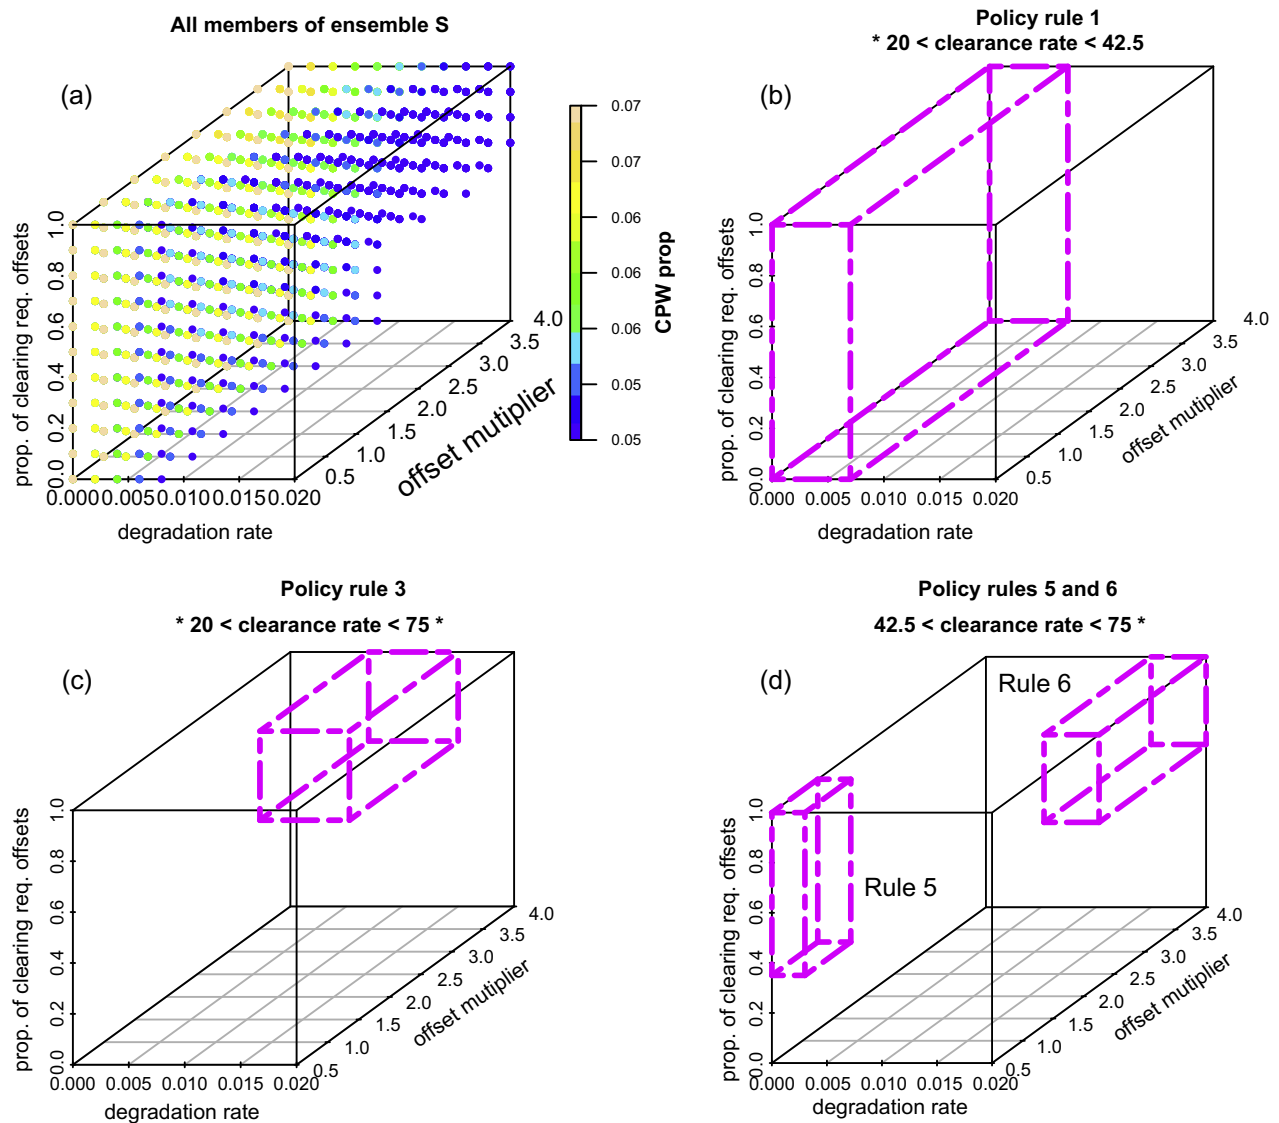 All members of ensemble S
(a)
prop. of clearing req. offsets
0.0 0.2 0.4 0.6 0.8 1.0
0.000 0.005 0.010 0.015 0.020
degradation rate
0.5 1.0 1.5 2.0 2.5 3.0 3.5 4.0
offset mutiplier
0.07
0.07
0.06
0.06
0.06
0.05
0.05
CPW prop
Policy rule 1
* 20 < clearance rate < 42.5
(b)
prop. of clearing req. offsets
0.0 0.2 0.4 0.6 0.8 1.0
0.000 0.005 0.010 0.015 0.020
degradation rate
0.5 1.0 1.5 2.0 2.5 3.0 3.5 4.0
offset mutiplier
Policy rule 3
* 20 < clearance rate < 75 *
(c)
prop. of clearing req. offsets
0.0 0.2 0.4 0.6 0.8 1.0
0.000 0.005 0.010 0.015 0.020
degradation rate
0.5 1.0 1.5 2.0 2.5 3.0 3.5 4.0
offset mutiplier
Policy rules 5 and 6
42.5 < clearance rate < 75 *
(d)
Rule 6
Rule 5
prop. of clearing req. offsets
0.0 0.2 0.4 0.6 0.8 1.0
0.000 0.005 0.010 0.015 0.020
degradation rate
0.5 1.0 1.5 2.0 2.5 3.0 3.5 4.0
offset mutiplier